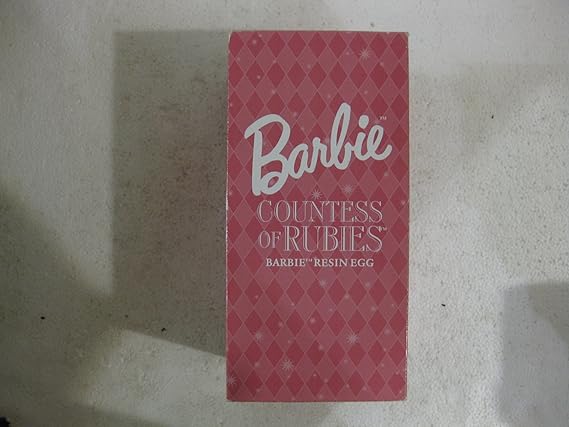 Barbie™
COUNTESS
OF RUBIES™
BARBIE™ RESIN EGG